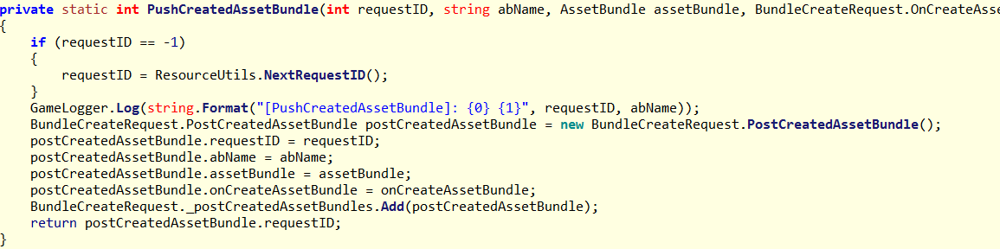 private static int PushCreatedAssetBundle(int requestID, string abName, AssetBundle assetBundle, BundleCreateRequest.OnCreateAsse
{
    if (requestID == -1)
    {
        requestID = ResourceUtils.NextRequestID();
    }
    GameLogger.Log(string.Format("[PushCreatedAssetBundle]: {0} {1}", requestID, abName));
    BundleCreateRequest.PostCreatedAssetBundle postCreatedAssetBundle = new BundleCreateRequest.PostCreatedAssetBundle();
    postCreatedAssetBundle.requestID = requestID;
    postCreatedAssetBundle.abName = abName;
    postCreatedAssetBundle.assetBundle = assetBundle;
    postCreatedAssetBundle.onCreateAssetBundle = onCreateAssetBundle;
    BundleCreateRequest._postCreatedAssetBundles.Add(postCreatedAssetBundle);
    return postCreatedAssetBundle.requestID;
}